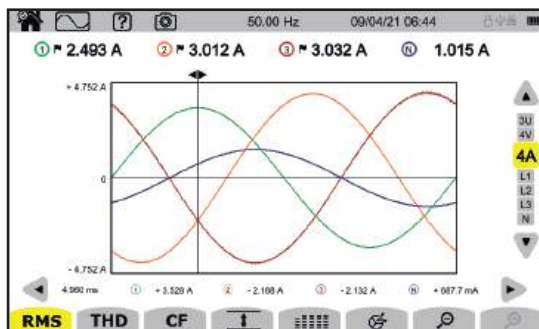 ? 50.00 Hz 09/04/21 06:44
1 2.493 A 2 3.012 A 3 3.032 A N 1.015 A
+4.752 A
0
-4.752 A
3U
4V
4A
L1
L2
L3
N
4.960 ms 1 +3.528 A 2 -2.188 A 3 -2.132 A N +687.7 mA
RMS THD CF